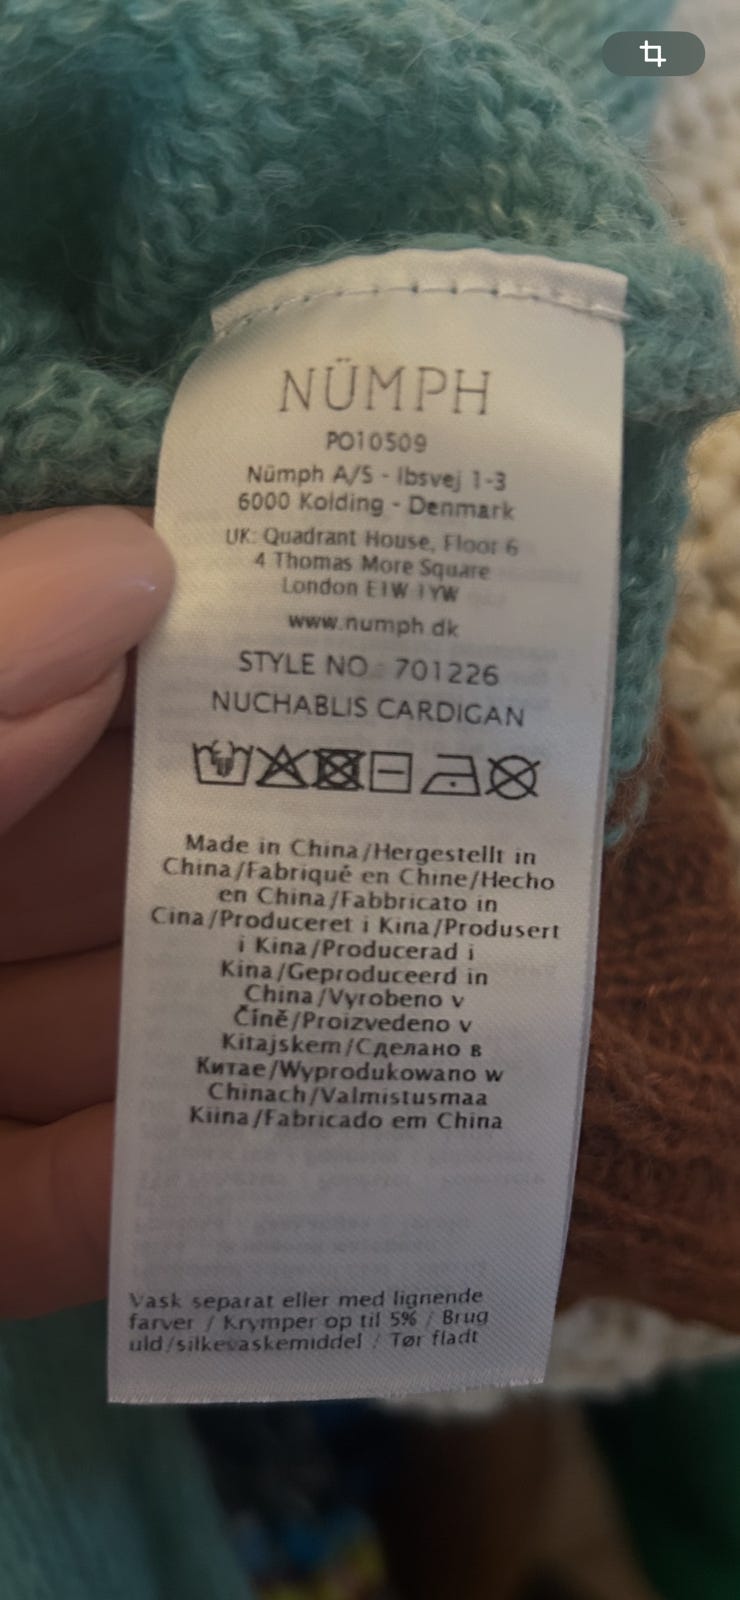 NÜMPH
PO10509
Nümph A/S - Ibsvej 1-3
6000 Kolding - Denmark
UK: Quadrant House, Floor 6
4 Thomas More Square
London E1W 1YW
www.numph.dk
STYLE NO.: 701226
NUCHABLIS CARDIGAN
Made in China/Hergestellt in
China/Fabriqué en Chine/Hecho
en China/Fabbricato in
Cina/Produceret i Kina/Produsert
i Kina/Producerad i
Kina/Geproduceerd in
China/Vyrobeno v
Číně/Proizvedeno v
Kitajskem/Сделано в
Китае/Wyprodukowano w
Chinach/Valmistusmaa
Kiina/Fabricado em China
Vask separat eller med lignende
farver / Krymper op til 5% / Brug
uld/silkevaskemiddel / Tør fladt